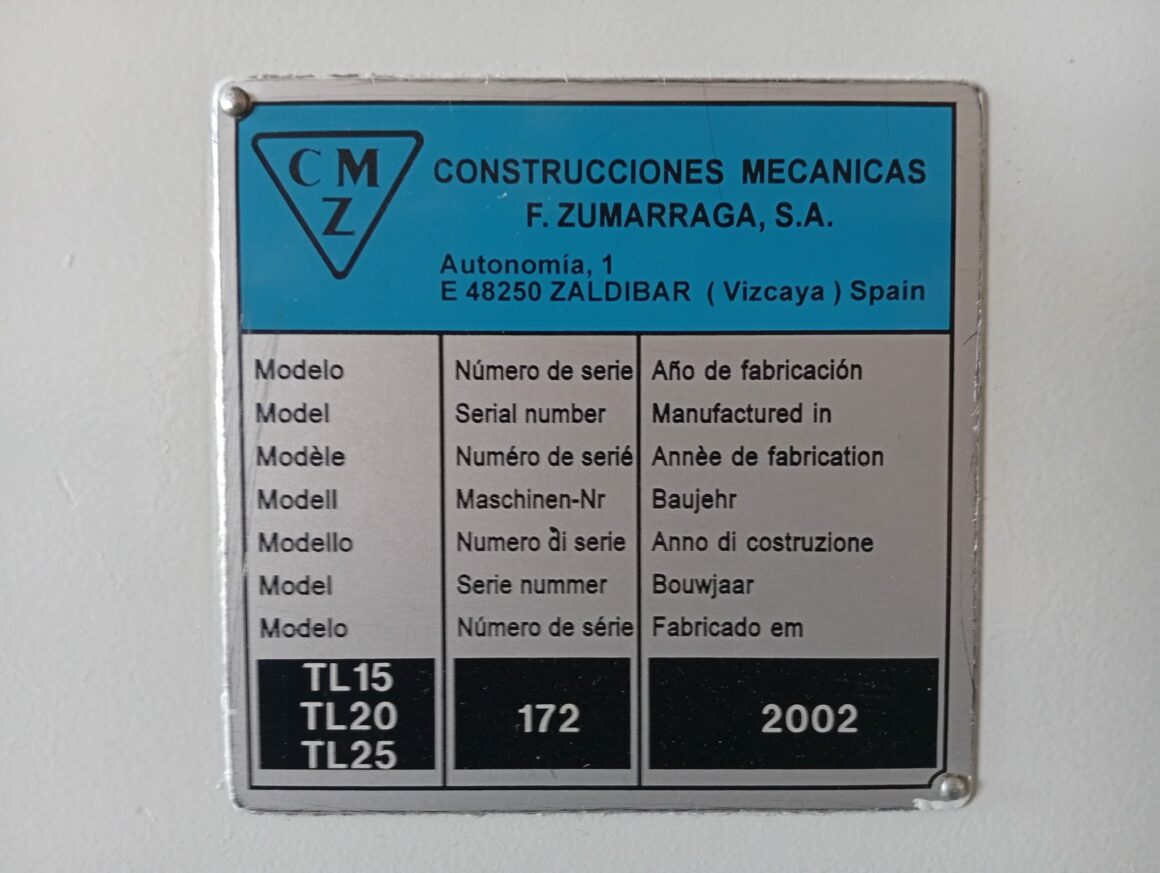 CMZ
CONSTRUCCIONES MECANICAS
F. ZUMARRAGA, S.A.
Autonomía, 1
E 48250 ZALDIBAR ( Vizcaya ) Spain
Modelo Número de serie Año de fabricación
Model Serial number Manufactured in
Modèle Numéro de serié Annèe de fabrication
Modell Maschinen-Nr Baujehr
Modello Numero di serie Anno di costruzione
Model Serie nummer Bouwjaar
Modelo Número de série Fabricado em
TL15
TL20 172 2002
TL25